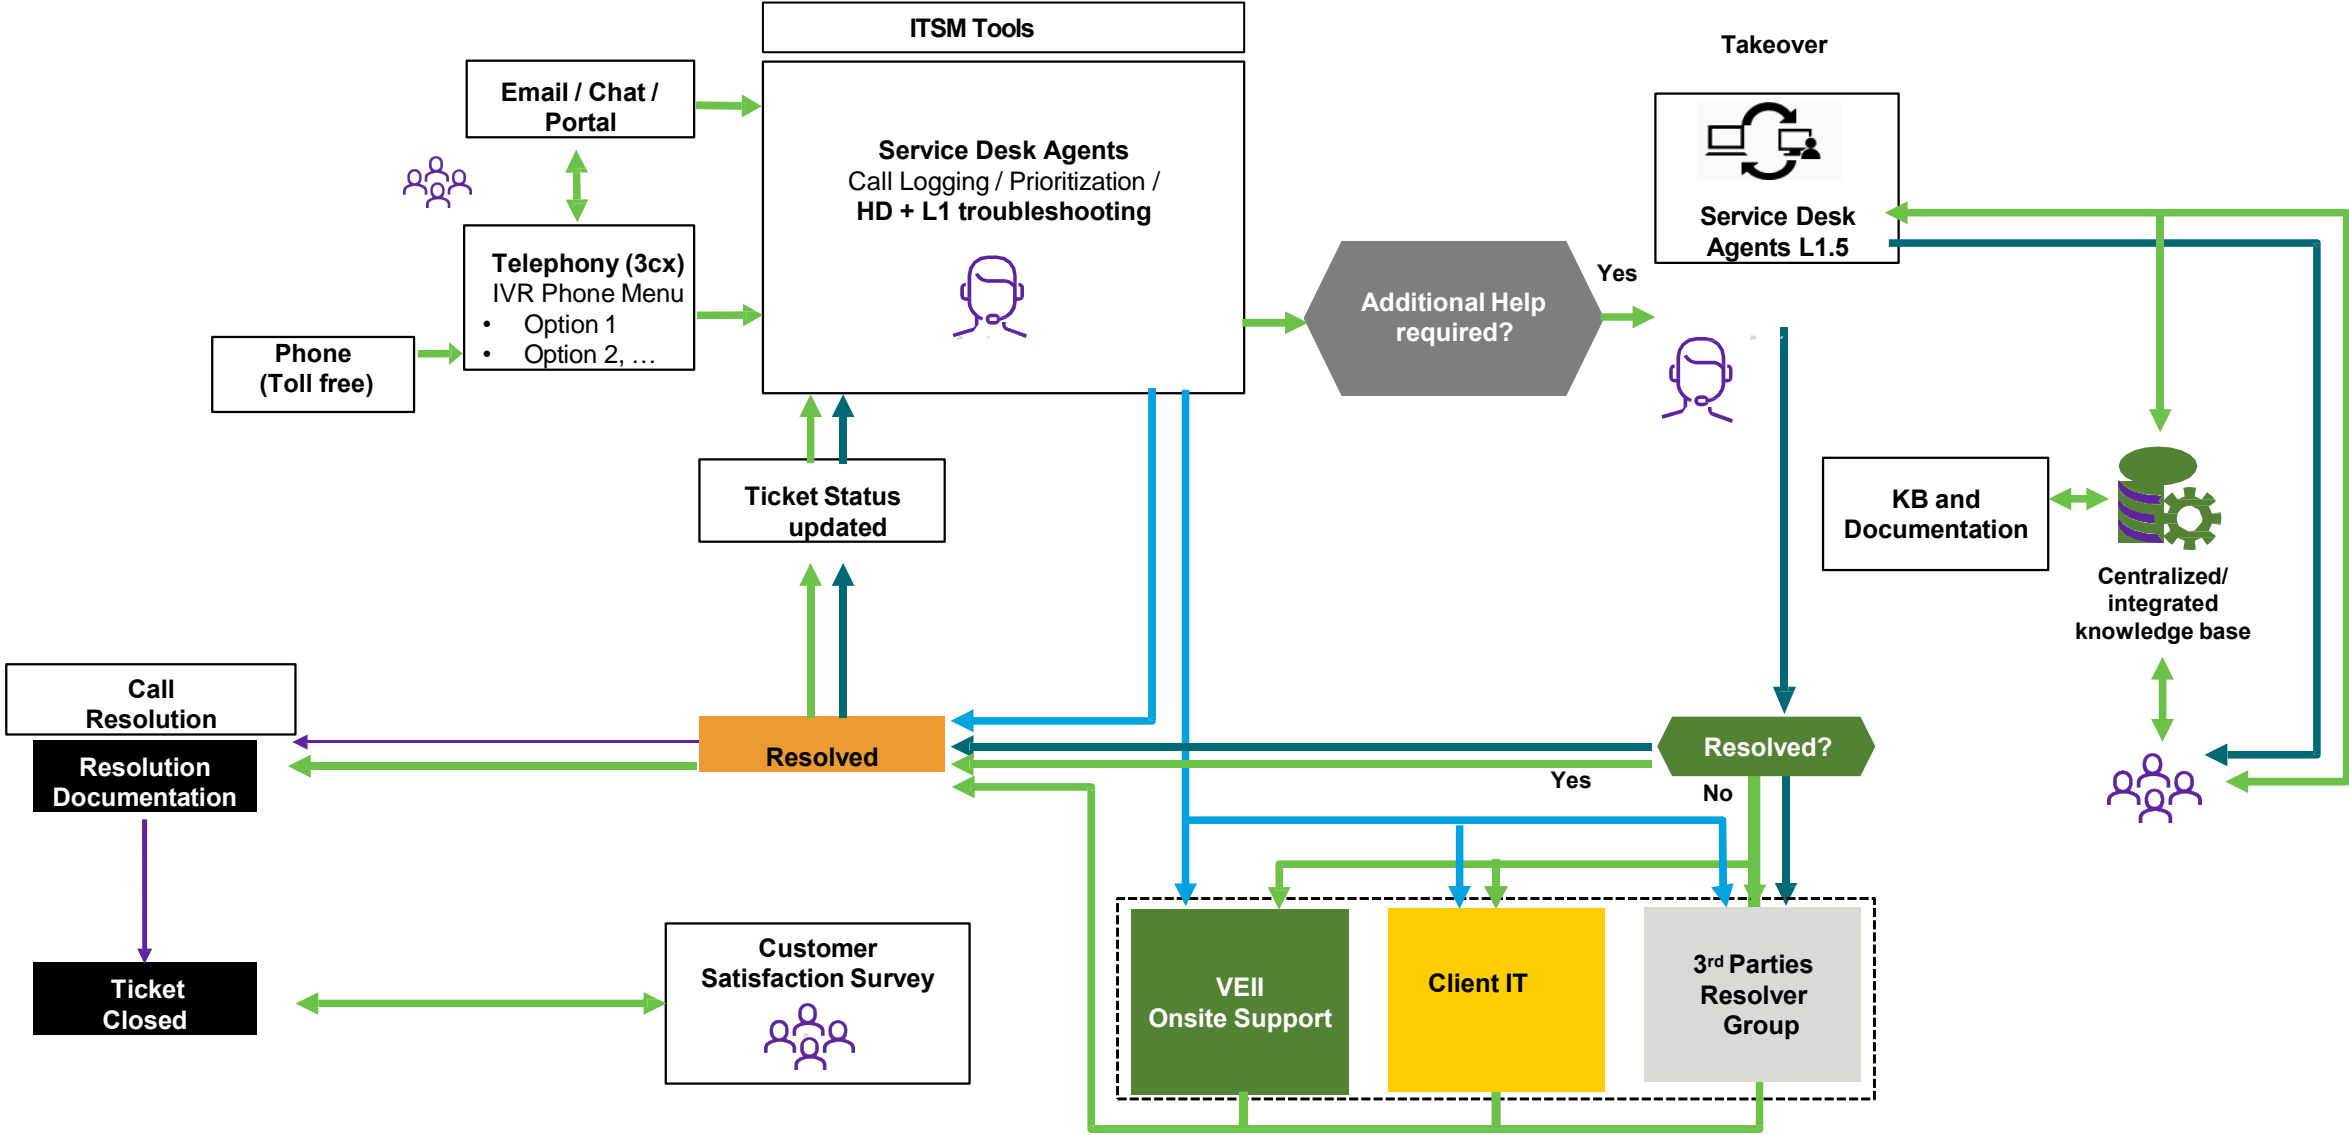 ITSM Tools
Takeover
Email / Chat /
Portal
Service Desk Agents
Call Logging / Prioritization /
HD + L1 troubleshooting
Service Desk
Agents L1.5
Telephony (3cx)
IVR Phone Menu
• Option 1
• Option 2, …
Phone
(Toll free)
Additional Help
required?
Yes
Ticket Status
updated
KB and
Documentation
Centralized/
integrated
knowledge base
Call
Resolution
Resolution
Documentation
Resolved
Resolved?
Yes
No
Ticket
Closed
Customer
Satisfaction Survey
VEII
Onsite Support
Client IT
3rd Parties
Resolver
Group